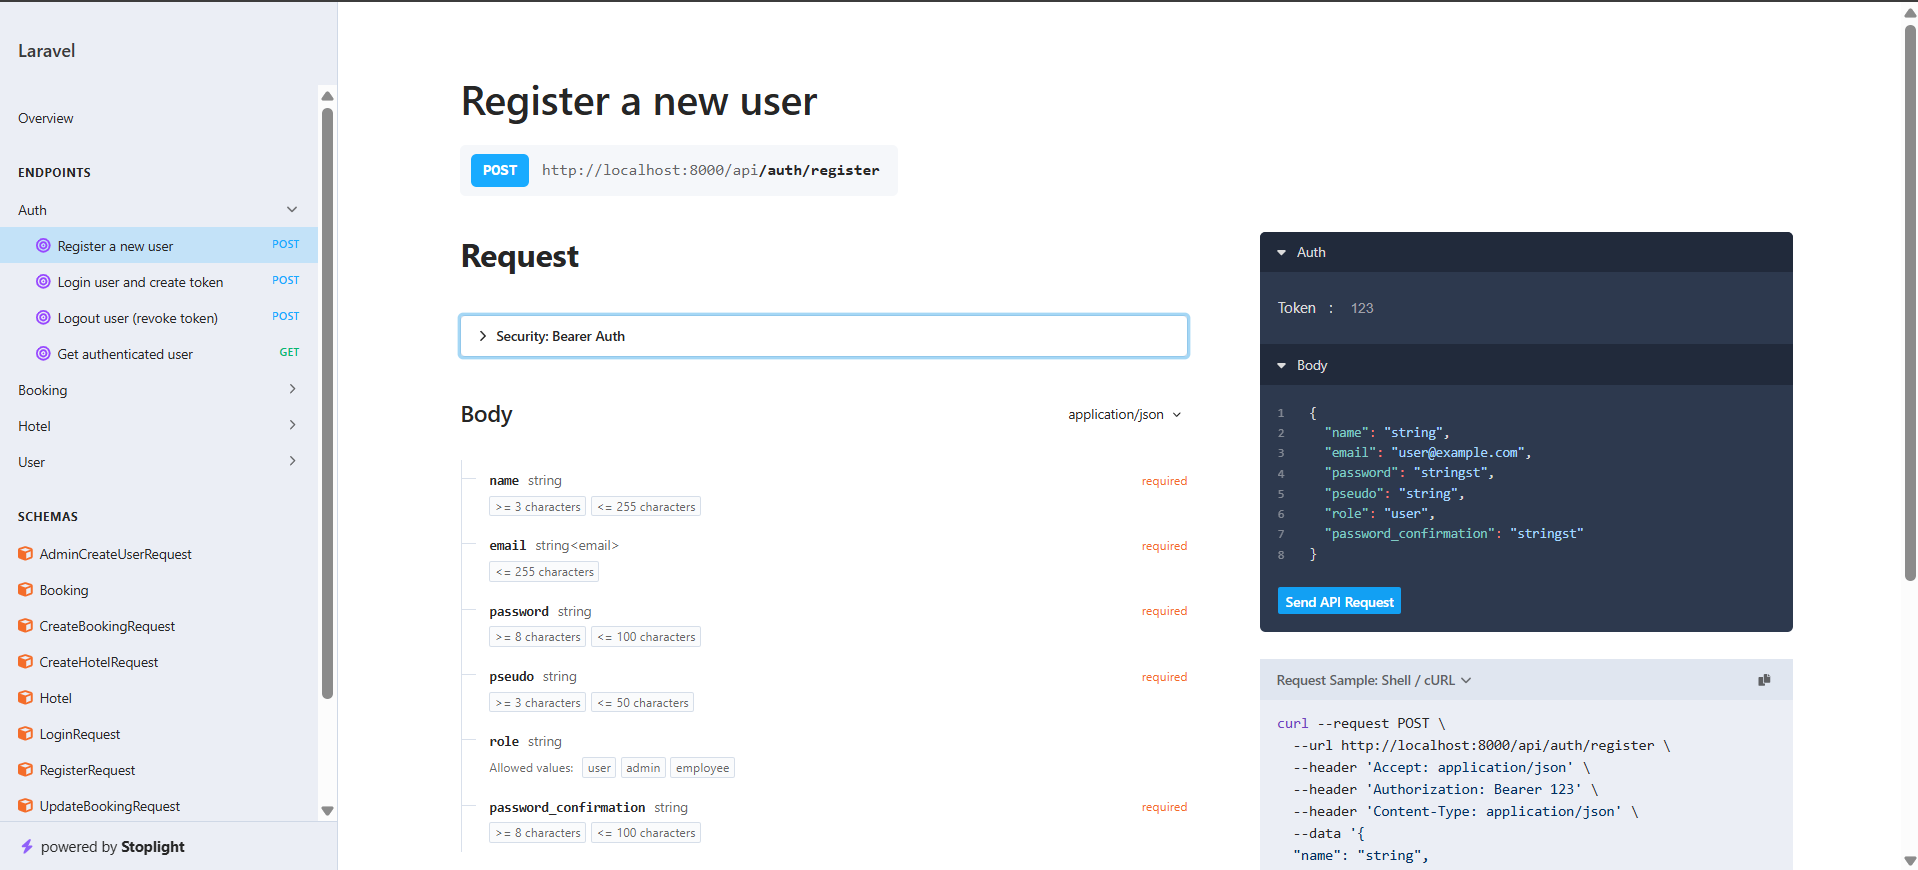 Laravel
Overview
ENDPOINTS
Auth
Register a new user POST
Login user and create token POST
Logout user (revoke token) POST
Get authenticated user GET
Booking
Hotel
User
SCHEMAS
AdminCreateUserRequest
Booking
CreateBookingRequest
CreateHotelRequest
Hotel
LoginRequest
RegisterRequest
UpdateBookingRequest
powered by Stoplight
Register a new user
POST http://localhost:8000/api/auth/register
Request
Security: Bearer Auth
Body application/json
name string required
>= 3 characters <= 255 characters
email string<email> required
<= 255 characters
password string required
>= 8 characters <= 100 characters
pseudo string required
>= 3 characters <= 50 characters
role string
Allowed values: user admin employee
password_confirmation string required
>= 8 characters <= 100 characters
Auth
Token : 123
Body
1 {
2 "name": "string",
3 "email": "user@example.com",
4 "password": "stringst",
5 "pseudo": "string",
6 "role": "user",
7 "password_confirmation": "stringst"
8 }
Send API Request
Request Sample: Shell / cURL
curl --request POST \
--url http://localhost:8000/api/auth/register \
--header 'Accept: application/json' \
--header 'Authorization: Bearer 123' \
--header 'Content-Type: application/json' \
--data '{
"name": "string",